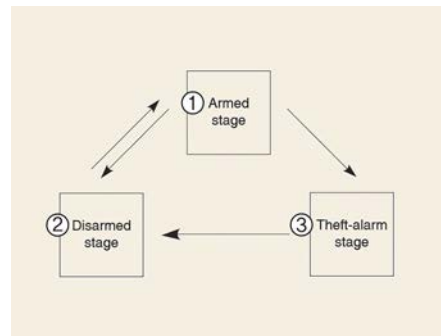 ① Armed
stage
② Disarmed
stage
③ Theft-alarm
stage